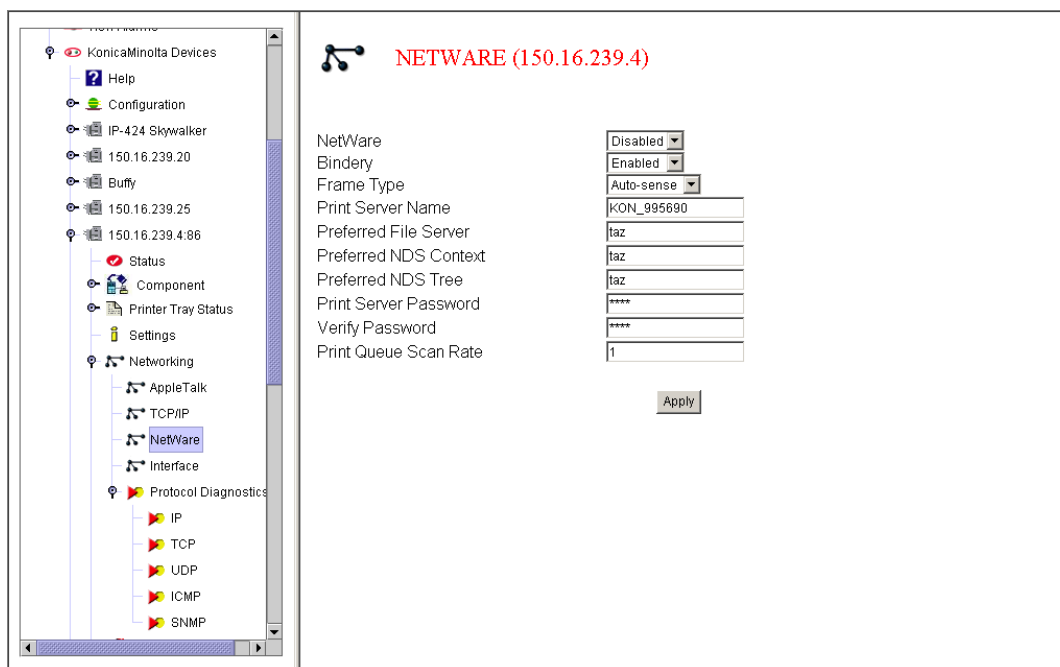 View Alarms
KonicaMinolta Devices
Help
Configuration
IP-424 Skywalker
150.16.239.20
Buffy
150.16.239.25
150.16.239.4:86
Status
Component
Printer Tray Status
Settings
Networking
AppleTalk
TCP/IP
NetWare
Interface
Protocol Diagnostics
IP
TCP
UDP
ICMP
SNMP
NETWARE (150.16.239.4)
NetWare Disabled
Bindery Enabled
Frame Type Auto-sense
Print Server Name KON_995690
Preferred File Server taz
Preferred NDS Context taz
Preferred NDS Tree taz
Print Server Password ****
Verify Password ****
Print Queue Scan Rate 1
Apply